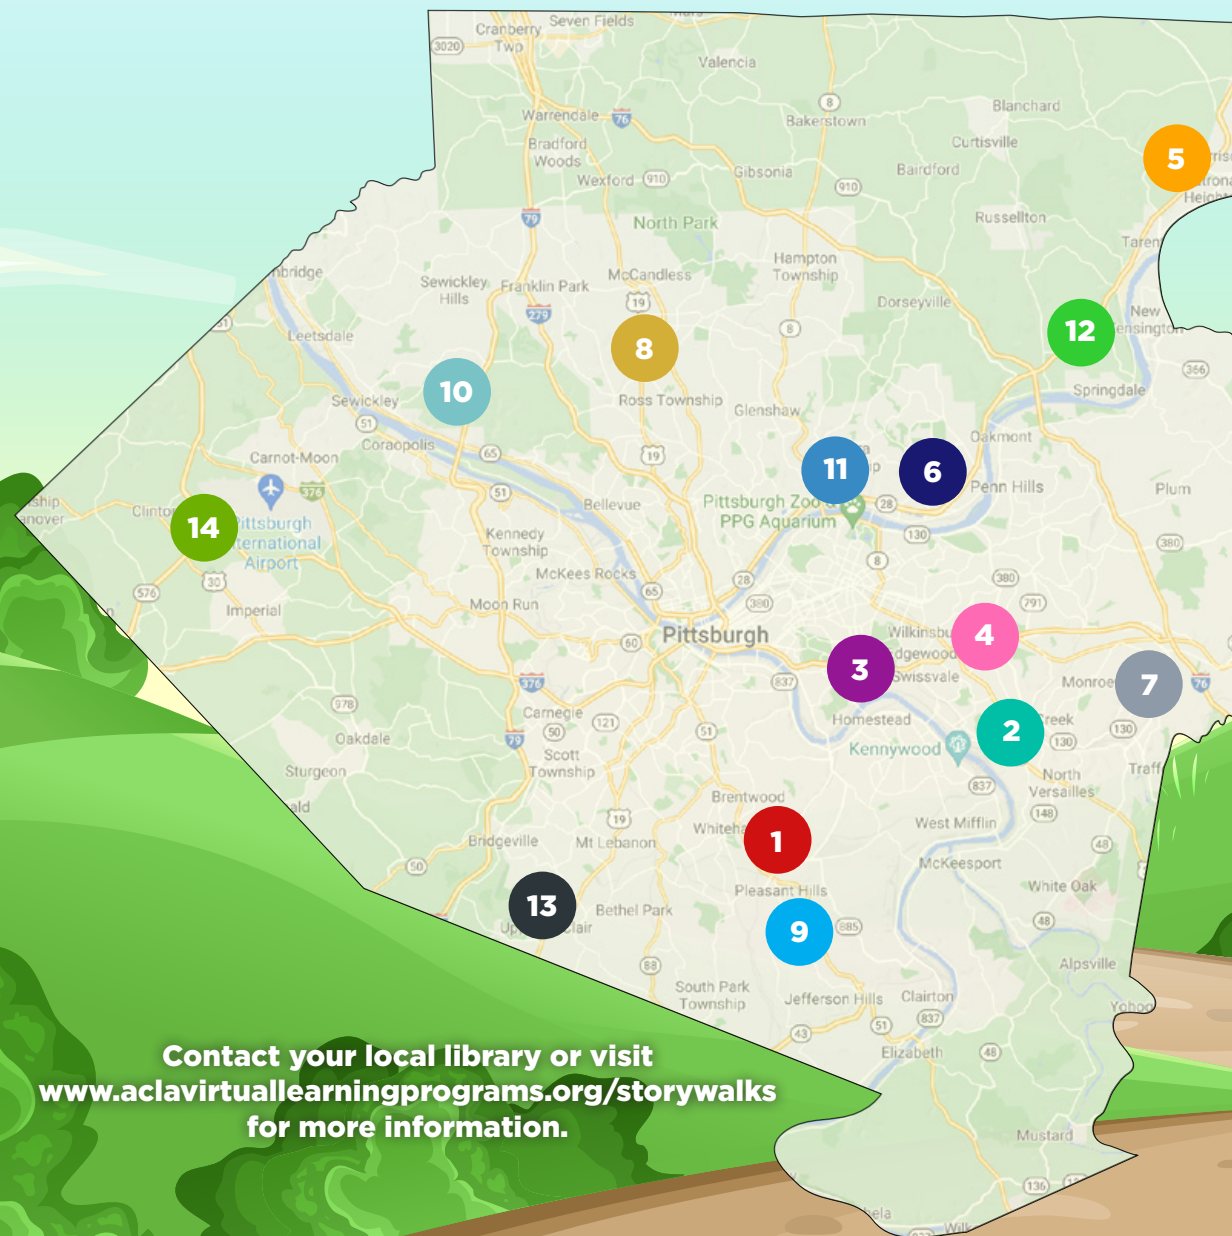 Seven Fields
Cranberry
Twp
3020
Valencia
8
Blanchard
Warrendale
76
Bakerstown
Bradford
Woods
Curtisville
5
Wexford
910
Gibsonia
Bairdford
910
Heights
79
North Park
Russellton
Hampton
Township
McCandless
Sewickley
Hills
Franklin Park
19
Dorseyville
279
New
12
Leetsdale
8
8
366
10
Springdale
Sewickley
Ross Township
Glenshaw
51
Coraopolis
Oakmont
65
19
Carnot-Moon
11
6
376
51
Penn Hills
Plum
Bellevue
Pittsburgh Zoo &
PPG Aquarium
28
14
Kennedy
Township
130
380
Airport
8
McKees Rocks
28
380
30
576
65
380
791
Imperial
Moon Run
Pittsburgh
60
4
3
Swissvale
376
837
7
76
978
Carnegie
121
50
51
Homestead
2
Creek
130
130
Oakdale
79
Scott
Township
Kennywood
Sturgeon
North
Versailles
837
Brentwood
148
19
1
West Mifflin
Bridgeville
Mt Lebanon
48
50
McKeesport
Pleasant Hills
White Oak
13
Bethel Park
9
885
48
88
Alpsville
South Park
Township
Jefferson Hills
Clairton
51
837
43
Elizabeth
48
Contact your local library or visit
www.aclavirtuallearningprograms.org/storywalks
for more information.
Mustard
136